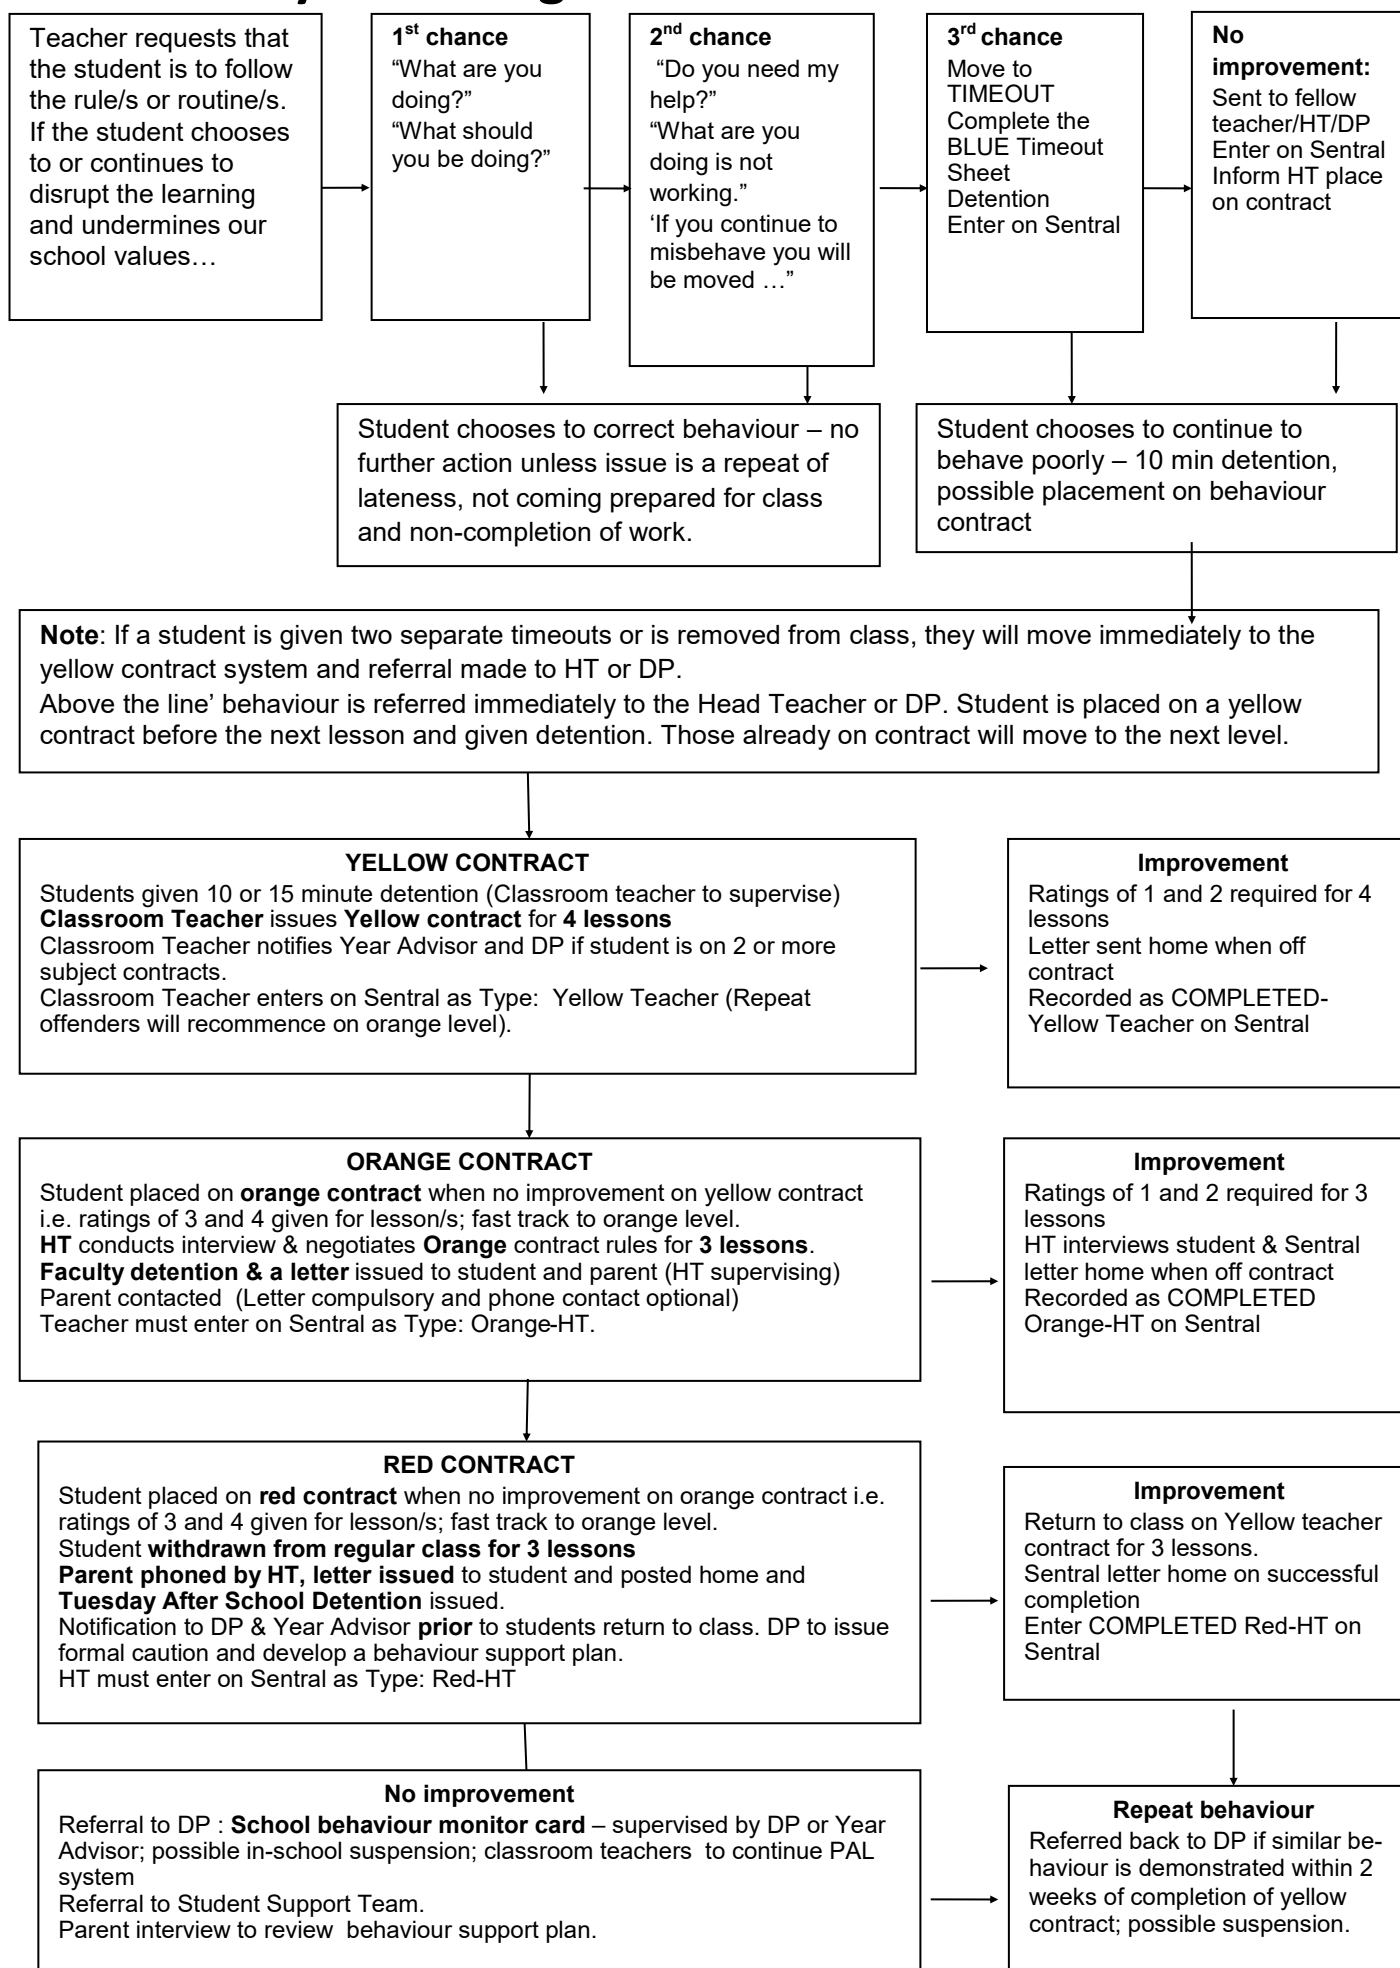 Teacher requests that
the student is to follow
the rule/s or routine/s.
If the student chooses
to or continues to
disrupt the learning
and undermines our
school values…
1st chance
“What are you
doing?”
“What should
you be doing?”
2nd chance
“Do you need my
help?”
“What are you
doing is not
working.”
‘If you continue to
misbehave you will
be moved …”
3rd chance
Move to
TIMEOUT
Complete the
BLUE Timeout
Sheet
Detention
Enter on Sentral
No
improvement:
Sent to fellow
teacher/HT/DP
Enter on Sentral
Inform HT place
on contract
Student chooses to correct behaviour – no
further action unless issue is a repeat of
lateness, not coming prepared for class
and non-completion of work.
Student chooses to continue to
behave poorly – 10 min detention,
possible placement on behaviour
contract
Note: If a student is given two separate timeouts or is removed from class, they will move immediately to the
yellow contract system and referral made to HT or DP.
Above the line’ behaviour is referred immediately to the Head Teacher or DP. Student is placed on a yellow
contract before the next lesson and given detention. Those already on contract will move to the next level.
YELLOW CONTRACT
Students given 10 or 15 minute detention (Classroom teacher to supervise)
Classroom Teacher issues Yellow contract for 4 lessons
Classroom Teacher notifies Year Advisor and DP if student is on 2 or more
subject contracts.
Classroom Teacher enters on Sentral as Type: Yellow Teacher (Repeat
offenders will recommence on orange level).
Improvement
Ratings of 1 and 2 required for 4
lessons
Letter sent home when off
contract
Recorded as COMPLETED-
Yellow Teacher on Sentral
ORANGE CONTRACT
Student placed on orange contract when no improvement on yellow contract
i.e. ratings of 3 and 4 given for lesson/s; fast track to orange level.
HT conducts interview & negotiates Orange contract rules for 3 lessons.
Faculty detention & a letter issued to student and parent (HT supervising)
Parent contacted (Letter compulsory and phone contact optional)
Teacher must enter on Sentral as Type: Orange-HT.
Improvement
Ratings of 1 and 2 required for 3
lessons
HT interviews student & Sentral
letter home when off contract
Recorded as COMPLETED
Orange-HT on Sentral
RED CONTRACT
Student placed on red contract when no improvement on orange contract i.e.
ratings of 3 and 4 given for lesson/s; fast track to orange level.
Student withdrawn from regular class for 3 lessons
Parent phoned by HT, letter issued to student and posted home and
Tuesday After School Detention issued.
Notification to DP & Year Advisor prior to students return to class. DP to issue
formal caution and develop a behaviour support plan.
HT must enter on Sentral as Type: Red-HT
Improvement
Return to class on Yellow teacher
contract for 3 lessons.
Sentral letter home on successful
completion
Enter COMPLETED Red-HT on
Sentral
No improvement
Referral to DP : School behaviour monitor card – supervised by DP or Year
Advisor; possible in-school suspension; classroom teachers to continue PAL
system
Referral to Student Support Team.
Parent interview to review behaviour support plan.
Repeat behaviour
Referred back to DP if similar be-
haviour is demonstrated within 2
weeks of completion of yellow
contract; possible suspension.